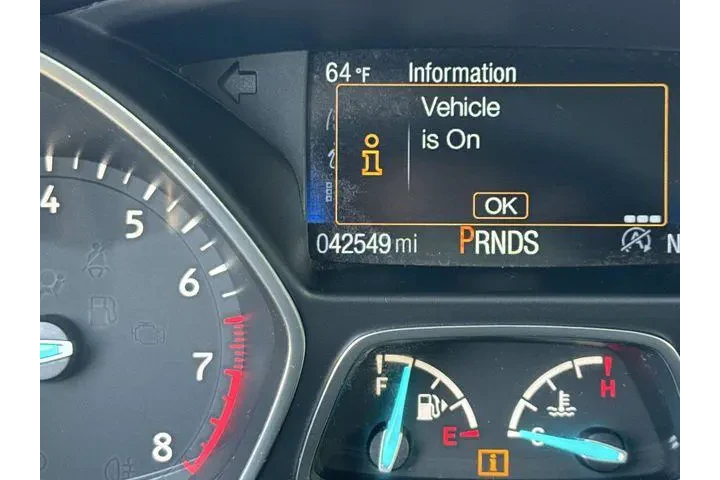 64°F Information
Vehicle
is On
i
OK
042549 mi PRNDS
A N
4
5
6
7
8
F
E
H
C
i